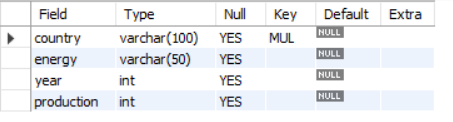 Field Type Null Key Default Extra
country varchar(100) YES MUL NULL
energy varchar(50) YES NULL
year int YES NULL
production int YES NULL